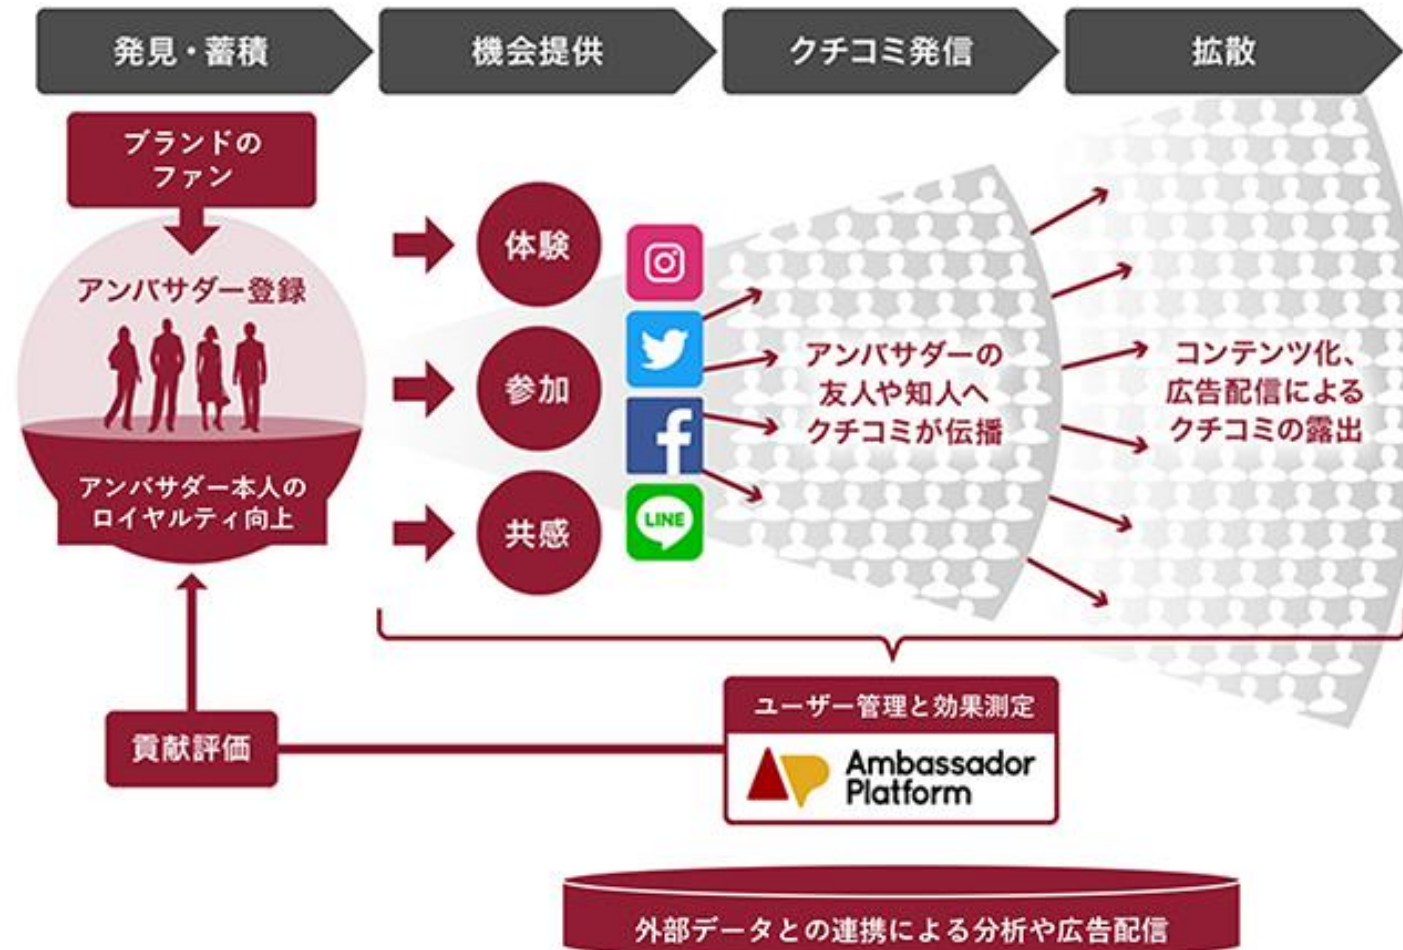 発見・蓄積
機会提供
クチコミ発信
拡散
ブランドの
ファン
アンバサダー登録
アンバサダー本人の
ロイヤルティ向上
体験
参加
共感
LINE
アンバサダーの
友人や知人へ
クチコミが伝播
コンテンツ化、
広告配信による
クチコミの露出
貢献評価
ユーザー管理と効果測定
Ambassador
Platform
外部データとの連携による分析や広告配信